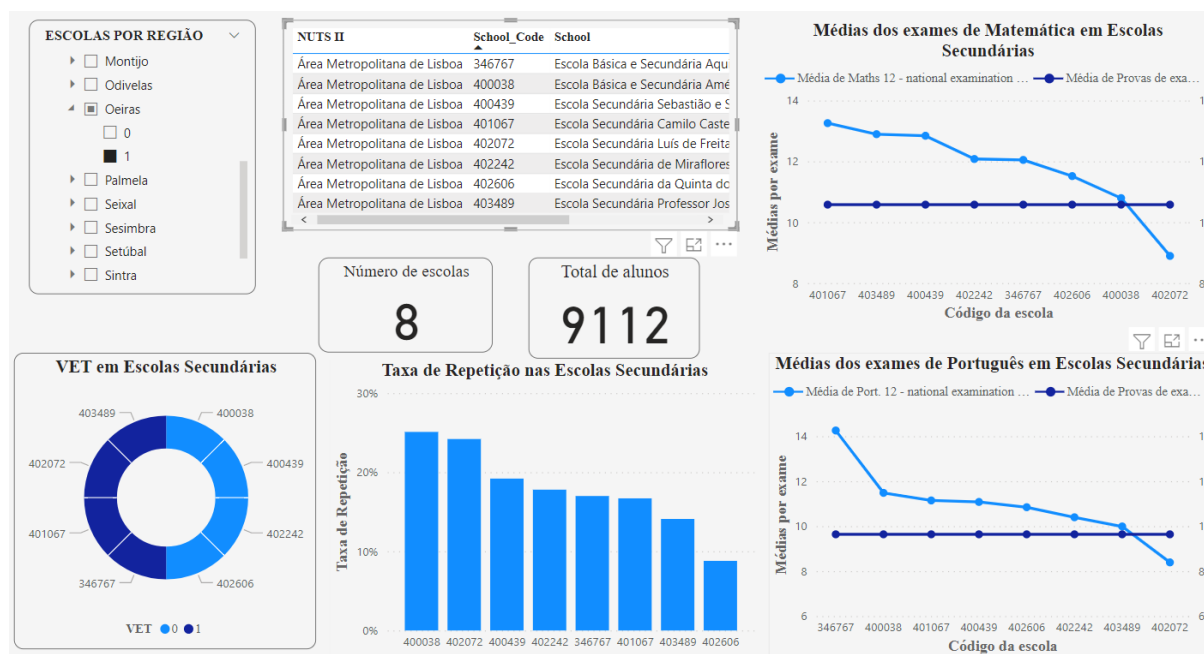 ESCOLAS POR REGIÃO
Montijo
Odivelas
Oeiras
0
1
Palmela
Seixal
Sesimbra
Setúbal
Sintra
NUTS II School_Code School
Área Metropolitana de Lisboa 346767 Escola Básica e Secundária Aqu
Área Metropolitana de Lisboa 400038 Escola Básica e Secundária Amé
Área Metropolitana de Lisboa 400439 Escola Secundária Sebastião e S
Área Metropolitana de Lisboa 401067 Escola Secundária Camilo Caste
Área Metropolitana de Lisboa 402072 Escola Secundária Luís de Freita
Área Metropolitana de Lisboa 402242 Escola Secundária de Miraflores
Área Metropolitana de Lisboa 402606 Escola Secundária da Quinta do
Área Metropolitana de Lisboa 403489 Escola Secundária Professor Jos
Número de escolas
8
Total de alunos
9112
Médias dos exames de Matemática em Escolas
Secundárias
Média de Maths 12 - national examination ... Média de Provas de exa...
14
12
10
8
Médias por exame
401067 403489 400439 402242 346767 402606 400038 402072
Código da escola
VET em Escolas Secundárias
403489 400038
402072 400439
401067 402242
346767 402606
VET 0 1
Taxa de Repetição nas Escolas Secundárias
30%
20%
10%
0%
Taxa de Repetição
400038 402072 400439 402242 346767 401067 403489 402606
Médias dos exames de Português em Escolas Secundárias
Média de Port. 12 - national examination ... Média de Provas de exa...
14
12
10
8
6
Médias por exame
346767 400038 401067 400439 402606 402242 403489 402072
Código da escola